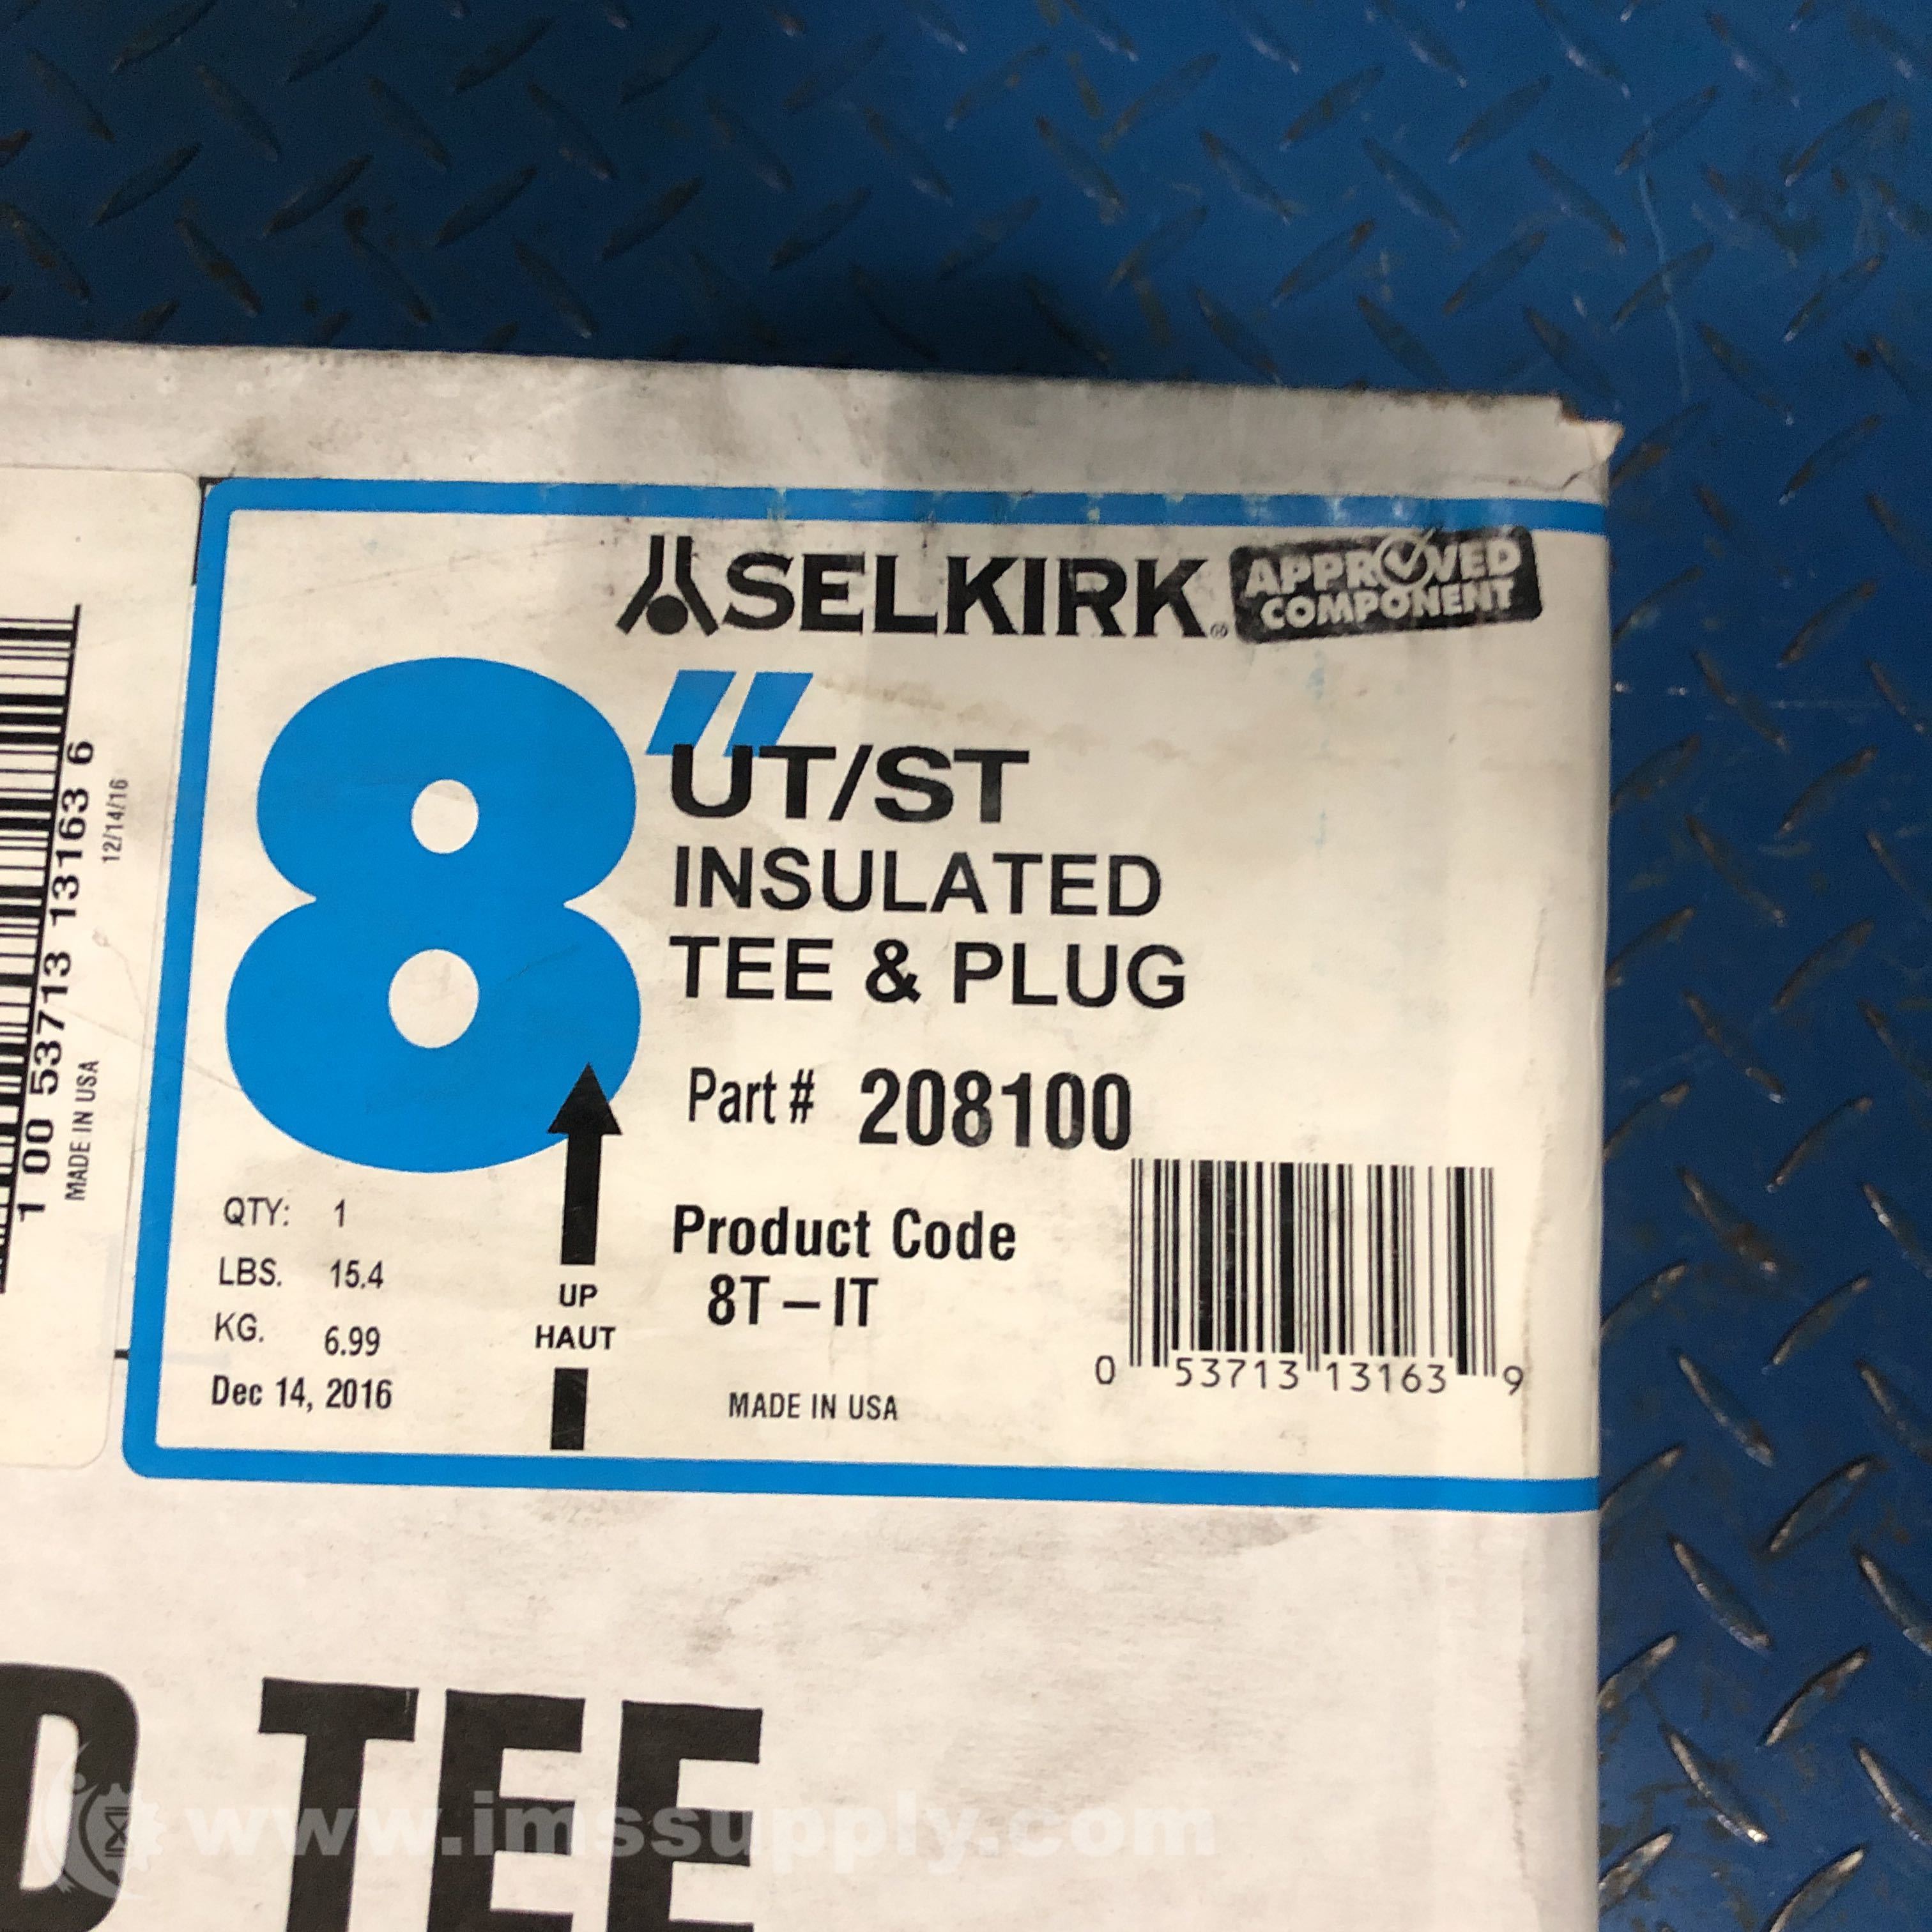 SELKIRK®
APPROVED
COMPONENT
8"
UT/ST
INSULATED
TEE & PLUG
Part # 208100
Product Code
8T-IT
MADE IN USA
0 53713 13163 9
QTY: 1
LBS. 15.4
KG. 6.99
Dec 14, 2016
UP
HAUT
1 00 53713 13163 6
12/14/16
MADE IN USA
D TEE
www.imssupply.com